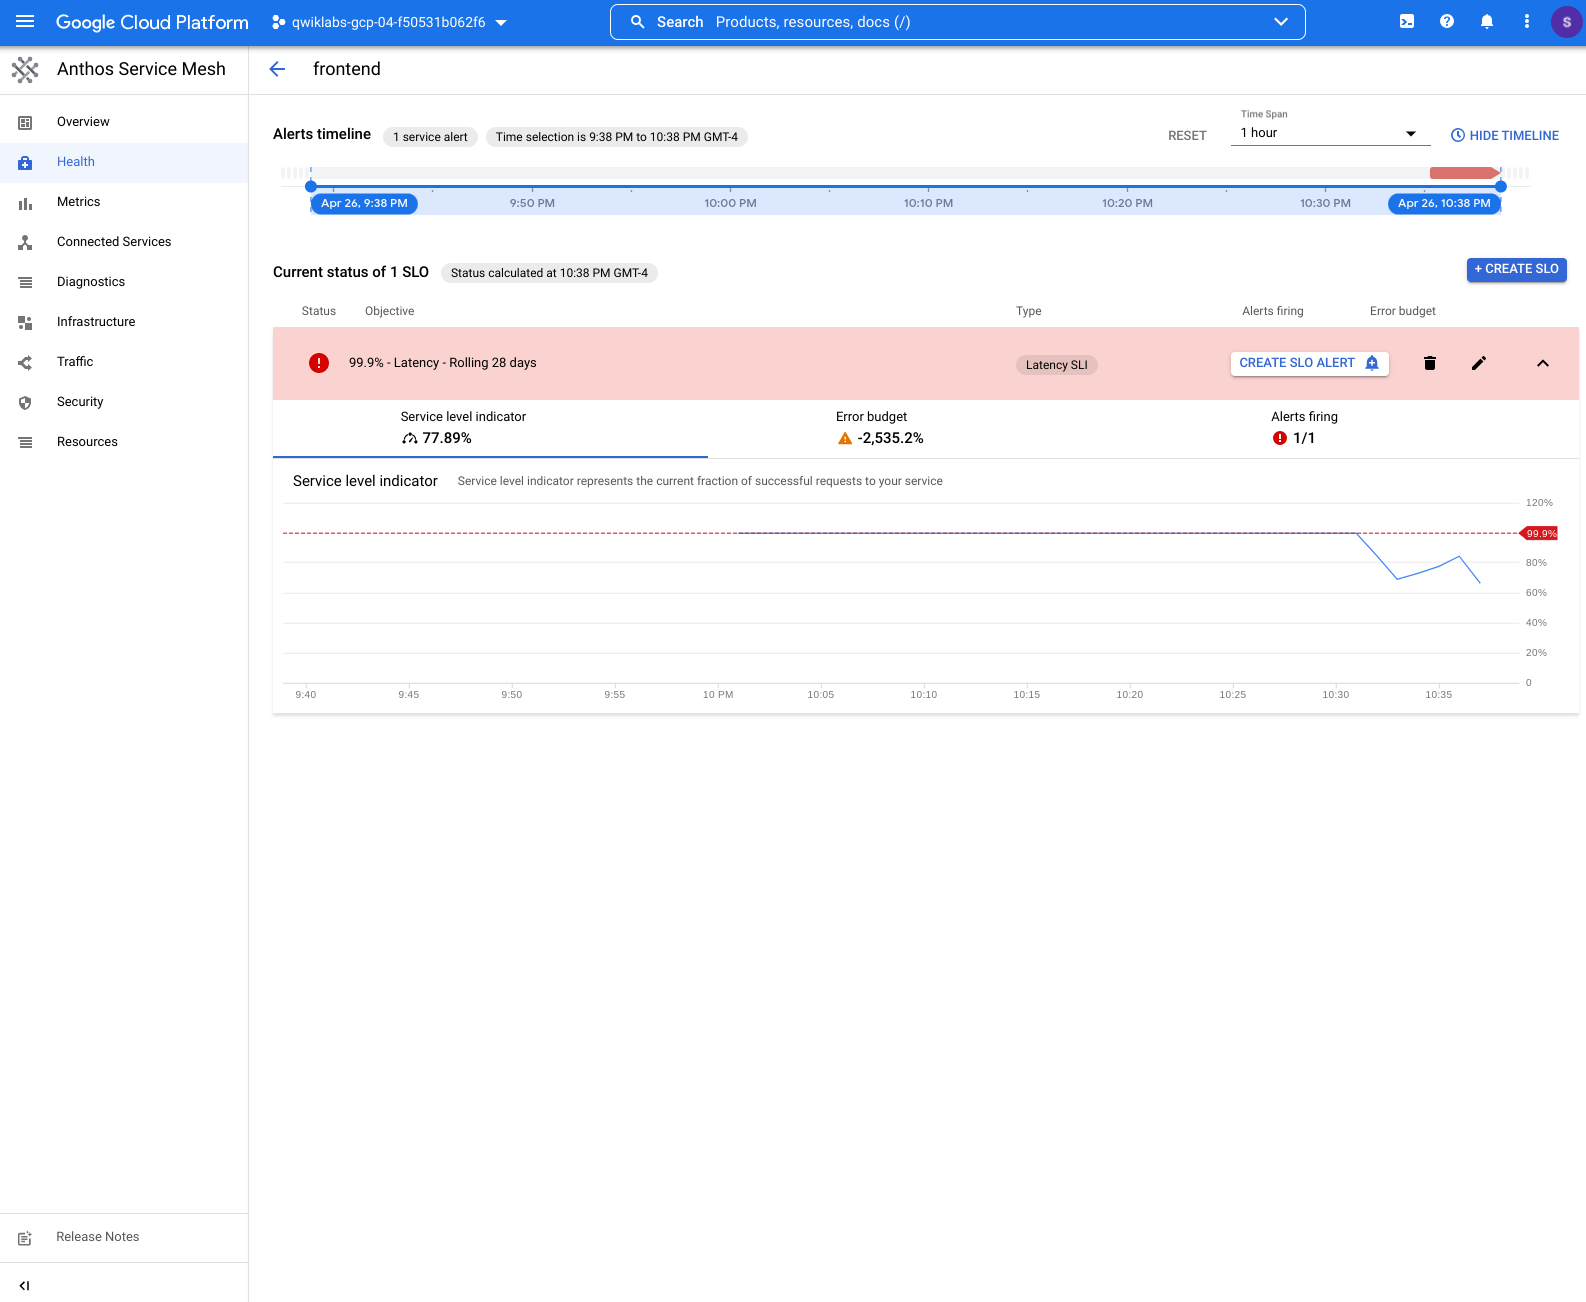 Google Cloud Platform
qwiklabs-gcp-04-f50531b062f6
Search Products, resources, docs (/)
S
Anthos Service Mesh
frontend
Overview
Health
Metrics
Connected Services
Diagnostics
Infrastructure
Traffic
Security
Resources
Release Notes
Alerts timeline
1 service alert
Time selection is 9:38 PM to 10:38 PM GMT-4
RESET
Time Span
1 hour
HIDE TIMELINE
Apr 26, 9:38 PM
9:50 PM
10:00 PM
10:10 PM
10:20 PM
10:30 PM
Apr 26, 10:38 PM
Current status of 1 SLO
Status calculated at 10:38 PM GMT-4
+ CREATE SLO
Status
Objective
Type
Alerts firing
Error budget
99.9% - Latency - Rolling 28 days
Latency SLI
CREATE SLO ALERT
Service level indicator
77.89%
Error budget
-2,535.2%
Alerts firing
1/1
Service level indicator
Service level indicator represents the current fraction of successful requests to your service
120%
99.9%
80%
60%
40%
20%
0
9:40
9:45
9:50
9:55
10 PM
10:05
10:10
10:15
10:20
10:25
10:30
10:35